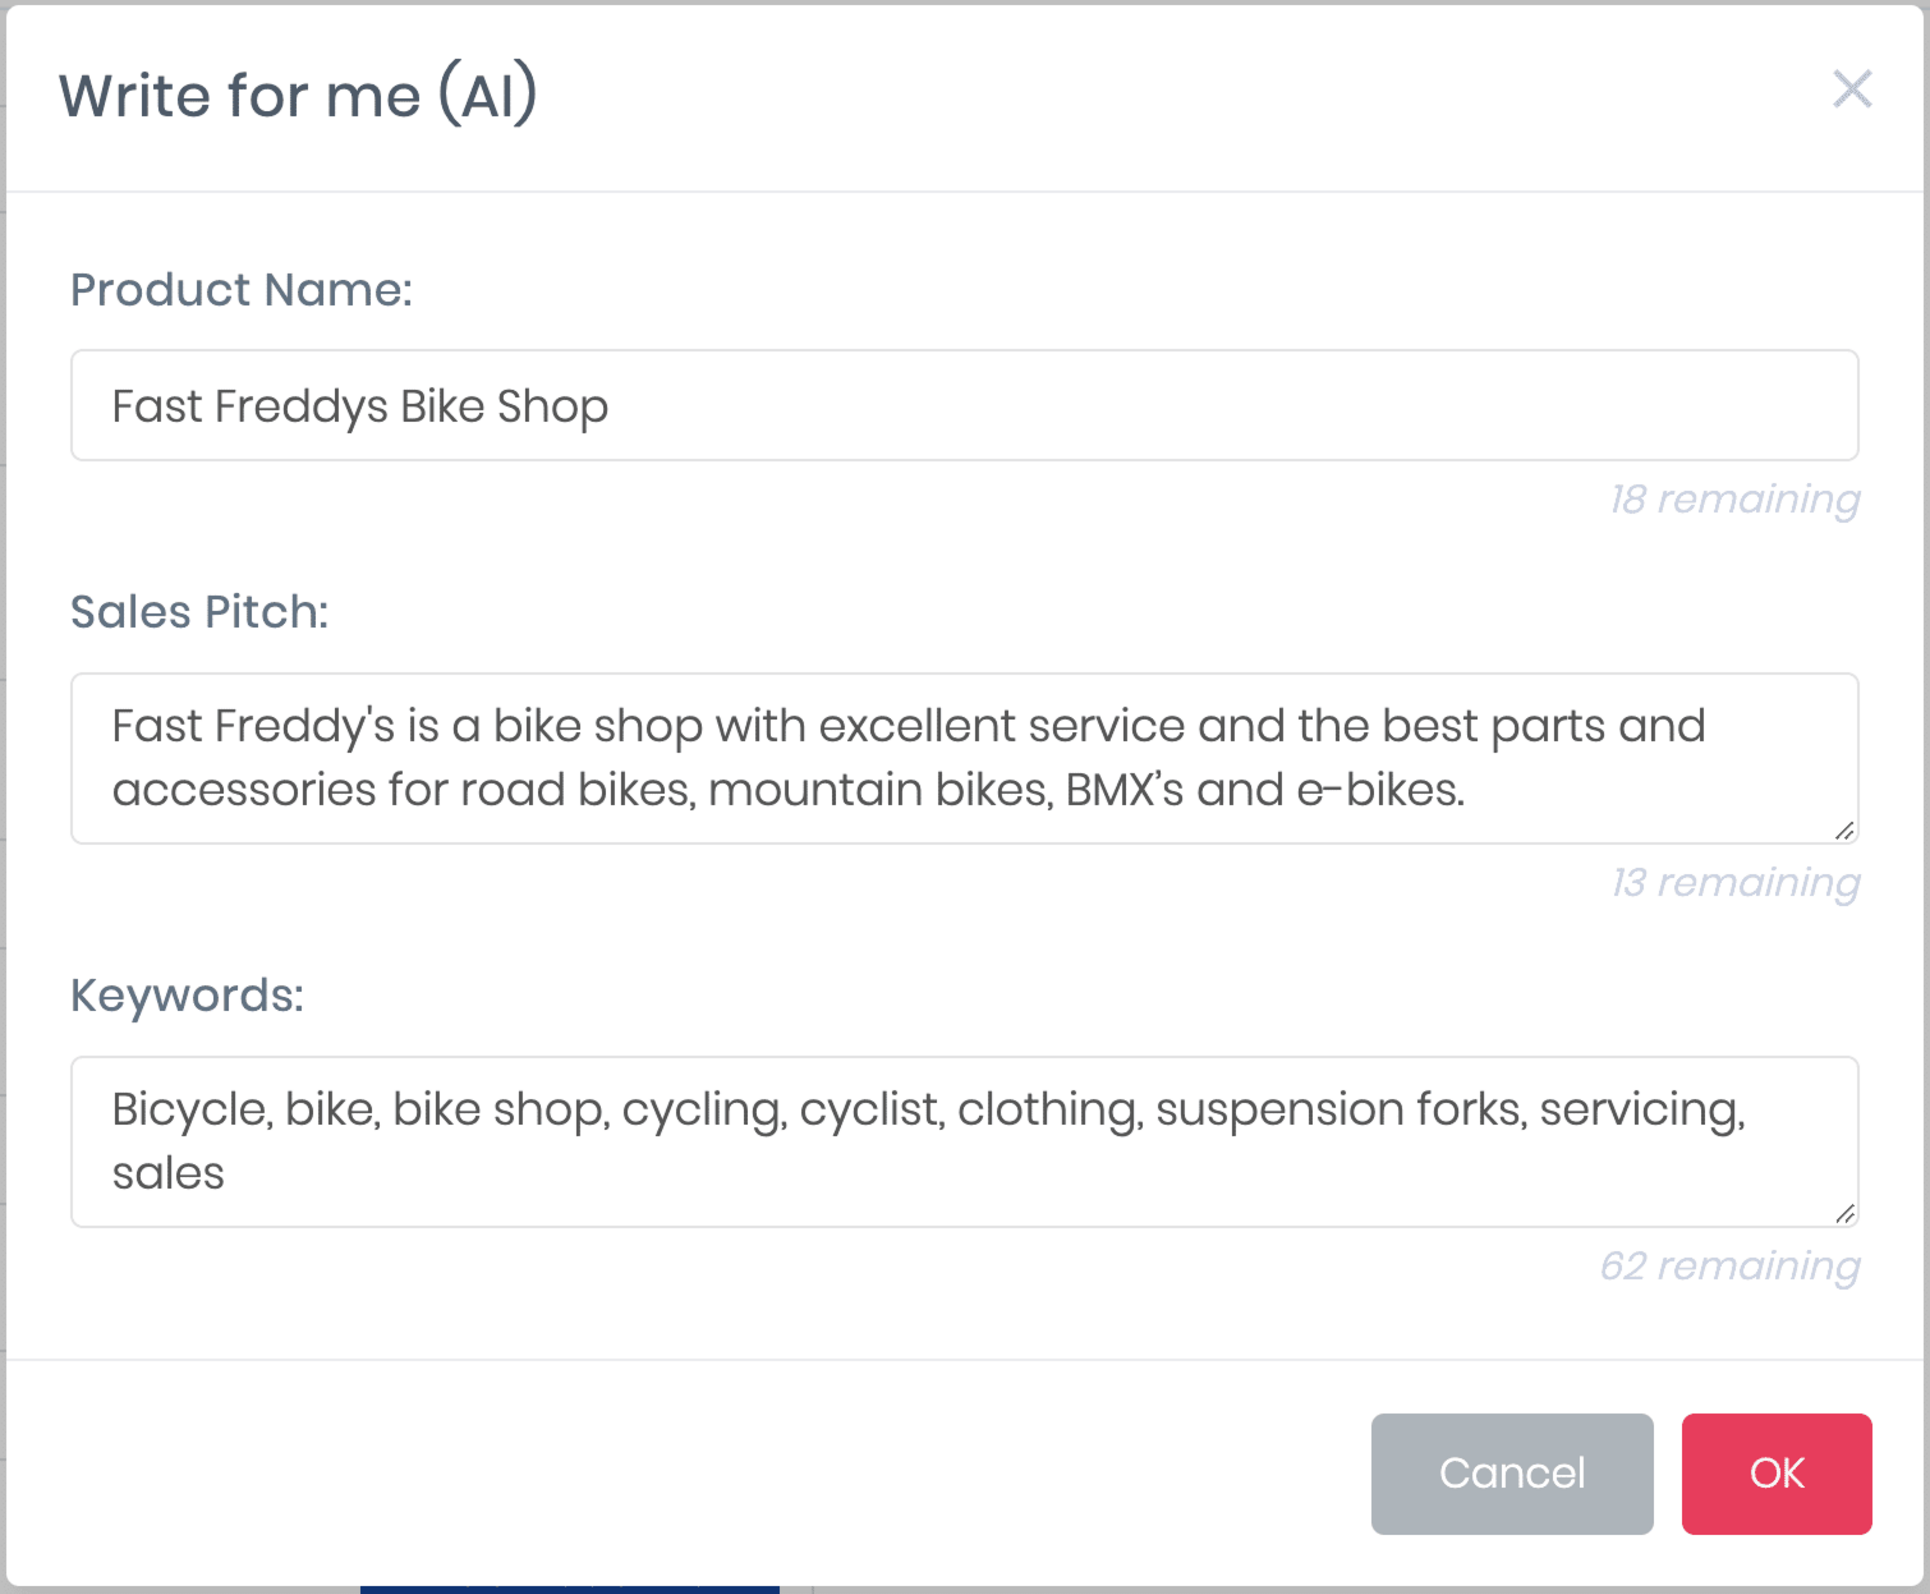 Write for me (AI)
Product Name:
Fast Freddys Bike Shop
18 remaining
Sales Pitch:
Fast Freddy's is a bike shop with excellent service and the best parts and
accessories for road bikes, mountain bikes, BMX’s and e-bikes.
13 remaining
Keywords:
Bicycle, bike, bike shop, cycling, cyclist, clothing, suspension forks, servicing,
sales
62 remaining
Cancel
OK